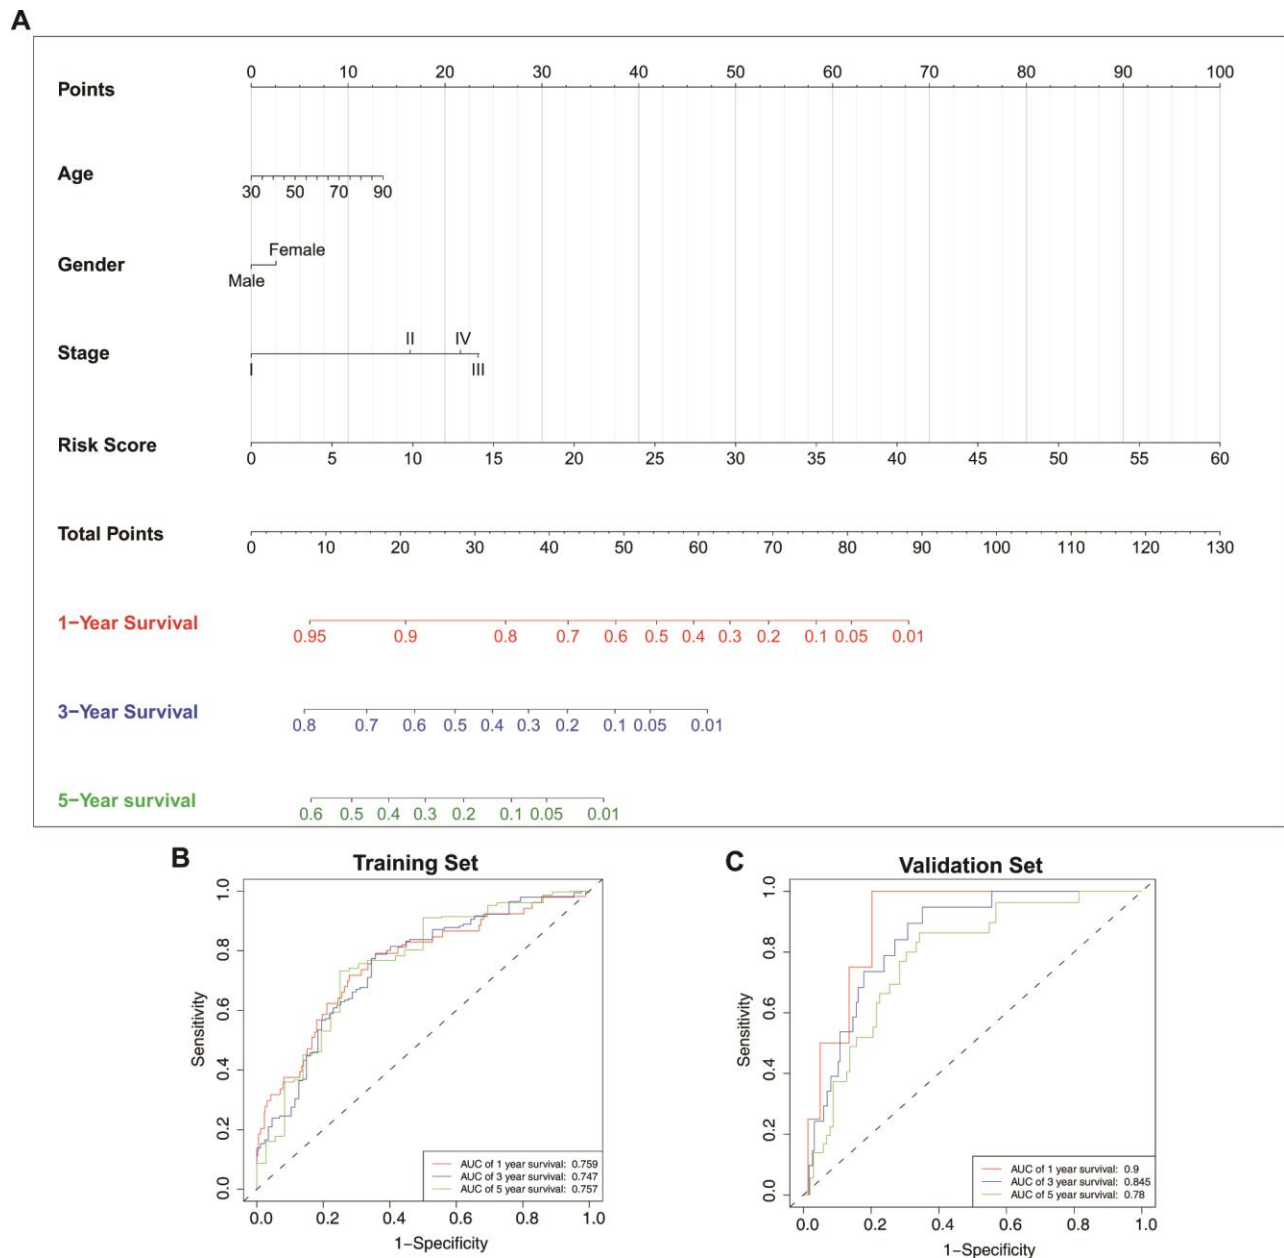 A
Points
0 10 20 30 40 50 60 70 80 90 100
Age
30 50 70 90
Gender
Female
Male
Stage
II IV
I III
Risk Score
0 5 10 15 20 25 30 35 40 45 50 55 60
Total Points
0 10 20 30 40 50 60 70 80 90 100 110 120 130
1−Year Survival
0.95 0.9 0.8 0.7 0.6 0.5 0.4 0.3 0.2 0.1 0.05 0.01
3−Year Survival
0.8 0.7 0.6 0.5 0.4 0.3 0.2 0.1 0.05 0.01
5−Year survival
0.6 0.5 0.4 0.3 0.2 0.1 0.05 0.01
B
Training Set
Sensitivity
1.0
0.8
0.6
0.4
0.2
0.0
AUC of 1 year survival: 0.759
AUC of 3 year survival: 0.747
AUC of 5 year survival: 0.757
0.0 0.2 0.4 0.6 0.8 1.0
1−Specificity
C
Validation Set
Sensitivity
1.0
0.8
0.6
0.4
0.2
0.0
AUC of 1 year survival: 0.9
AUC of 3 year survival: 0.845
AUC of 5 year survival: 0.78
0.0 0.2 0.4 0.6 0.8 1.0
1−Specificity